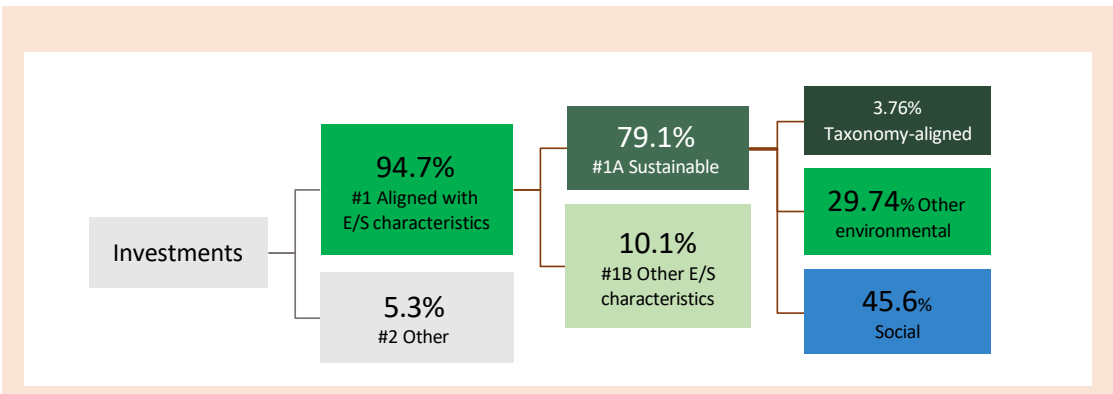 Investments
94.7%
#1 Aligned with
E/S characteristics
5.3%
#2 Other
79.1%
#1A Sustainable
10.1%
#1B Other E/S
characteristics
3.76%
Taxonomy-aligned
29.74% Other
environmental
45.6%
Social